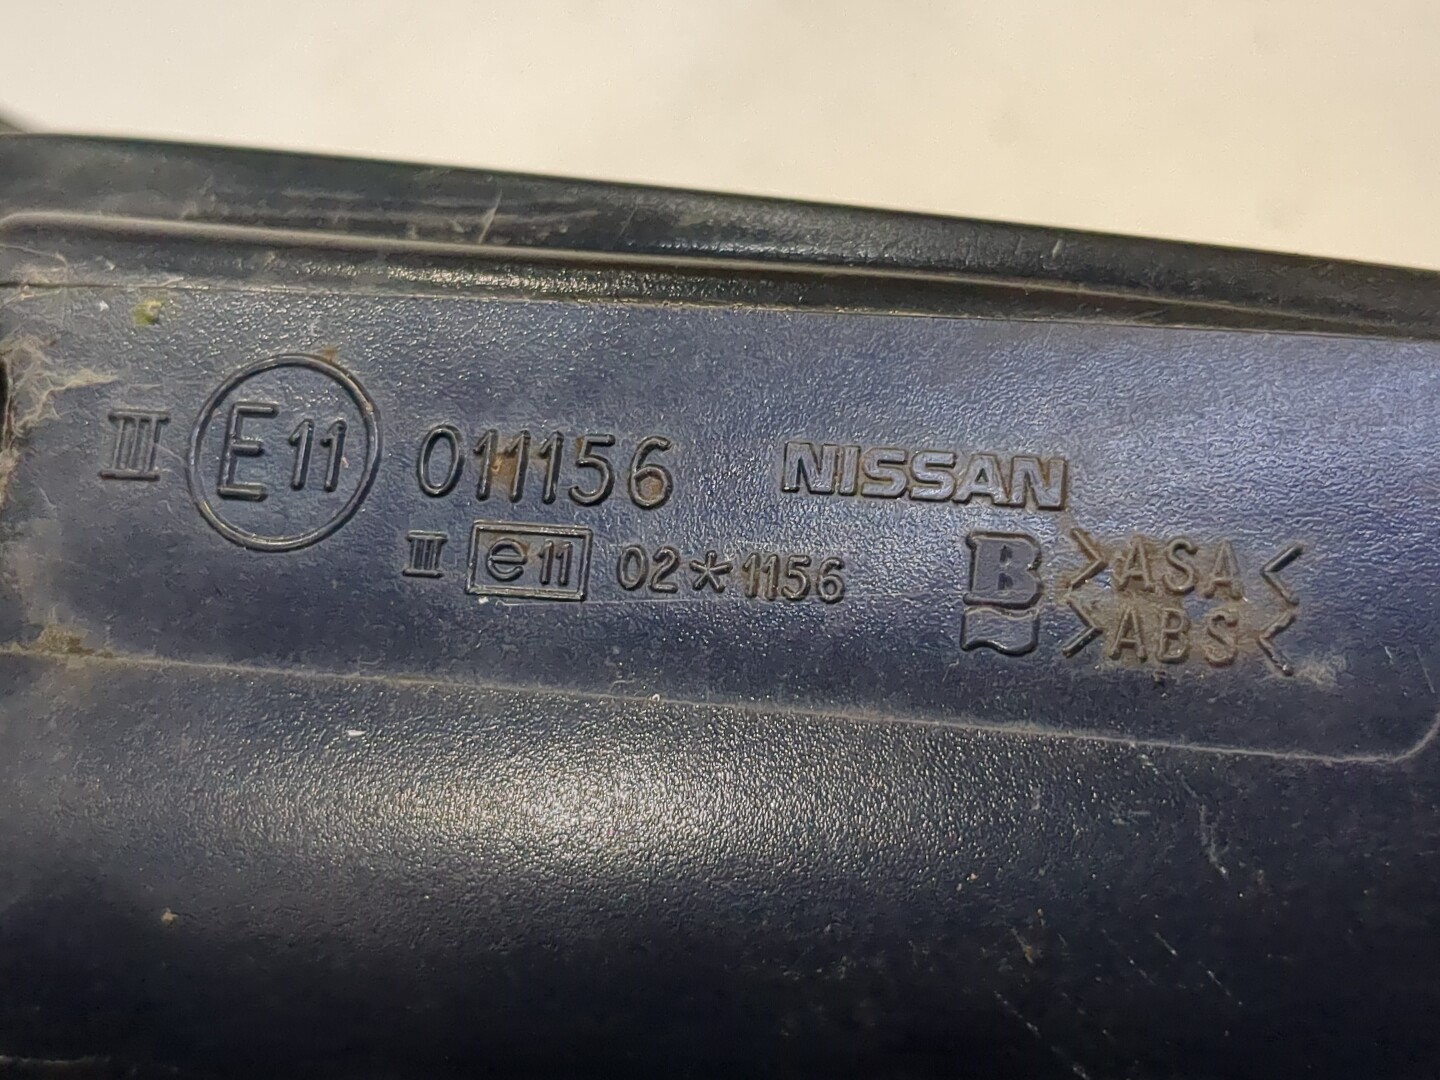 III E11 011156 NISSAN
III e11 02*1156
B >ASA<
>ABS<